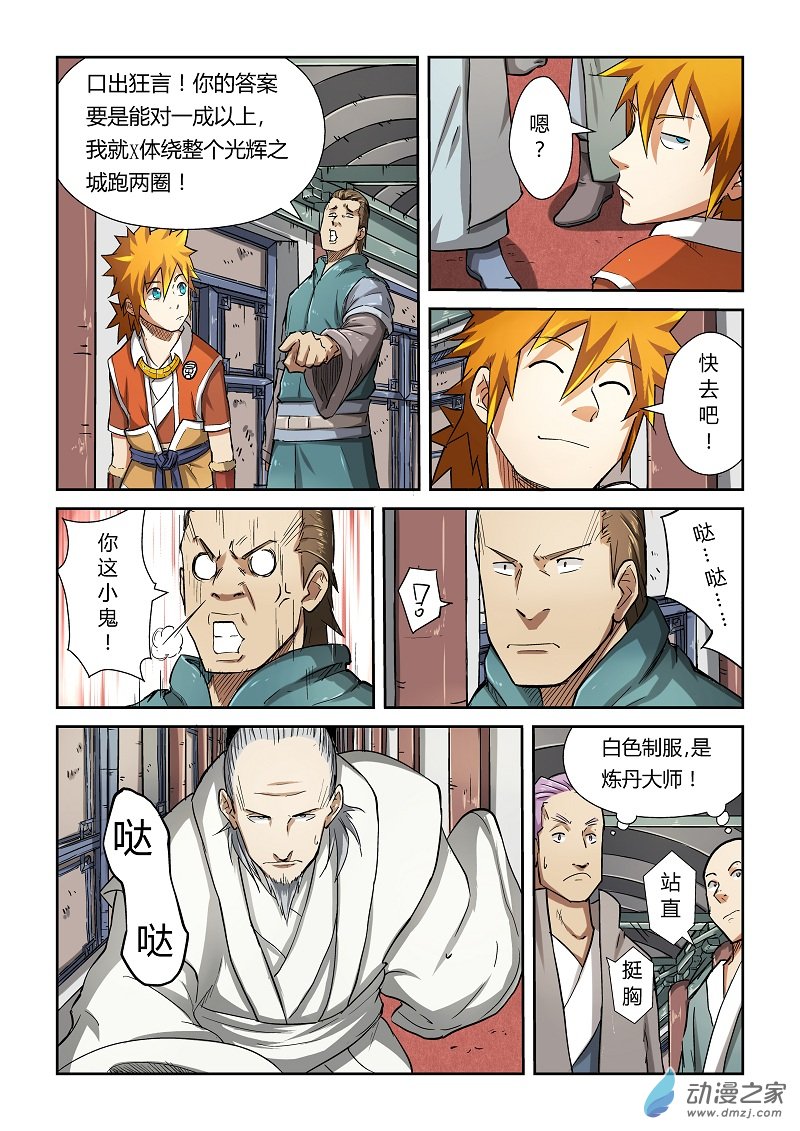 口出狂言！你的答案
要是能对一成以上，
我就X体绕整个光辉之
城跑两圈！
嗯？
快去吧！
你这小鬼！
！？
哒…哒……
哒
哒
白色制服，是
炼丹大师！
站直
挺胸
动漫之家
www.dmzj.com